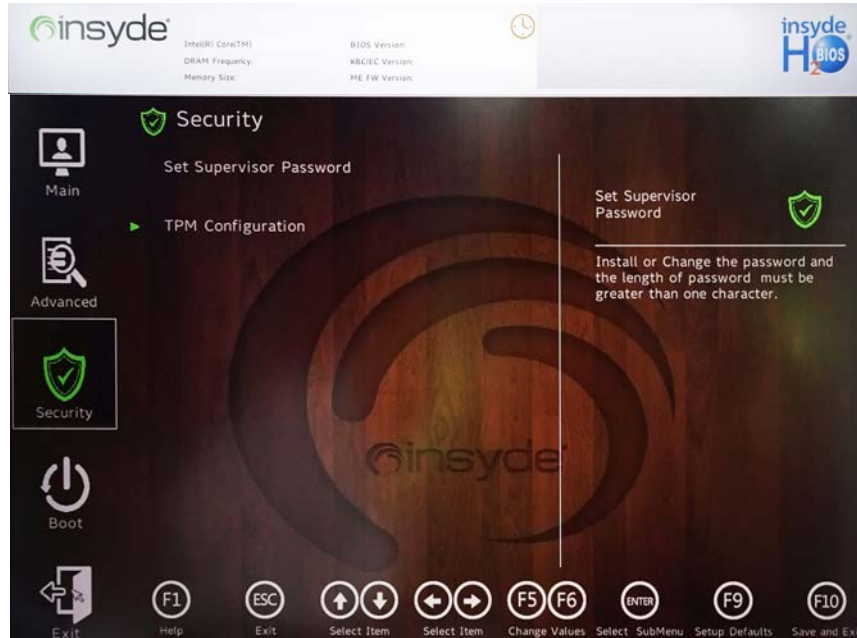 insyde
Intel(R) Core(TM)
DRAM Frequency:
Memory Size:
BIOS Version:
KBC/EC Version:
ME FW Version:
insyde
H2BIOS
Main
Advanced
Security
Boot
Exit
Security
Set Supervisor Password
TPM Configuration
Set Supervisor
Password
Install or Change the password and
the length of password must be
greater than one character.
insyde
F1
Help
ESC
Exit
Select Item
Select Item
F5 F6
Change Values
ENTER
Select SubMenu
F9
Setup Defaults
F10
Save and Ex